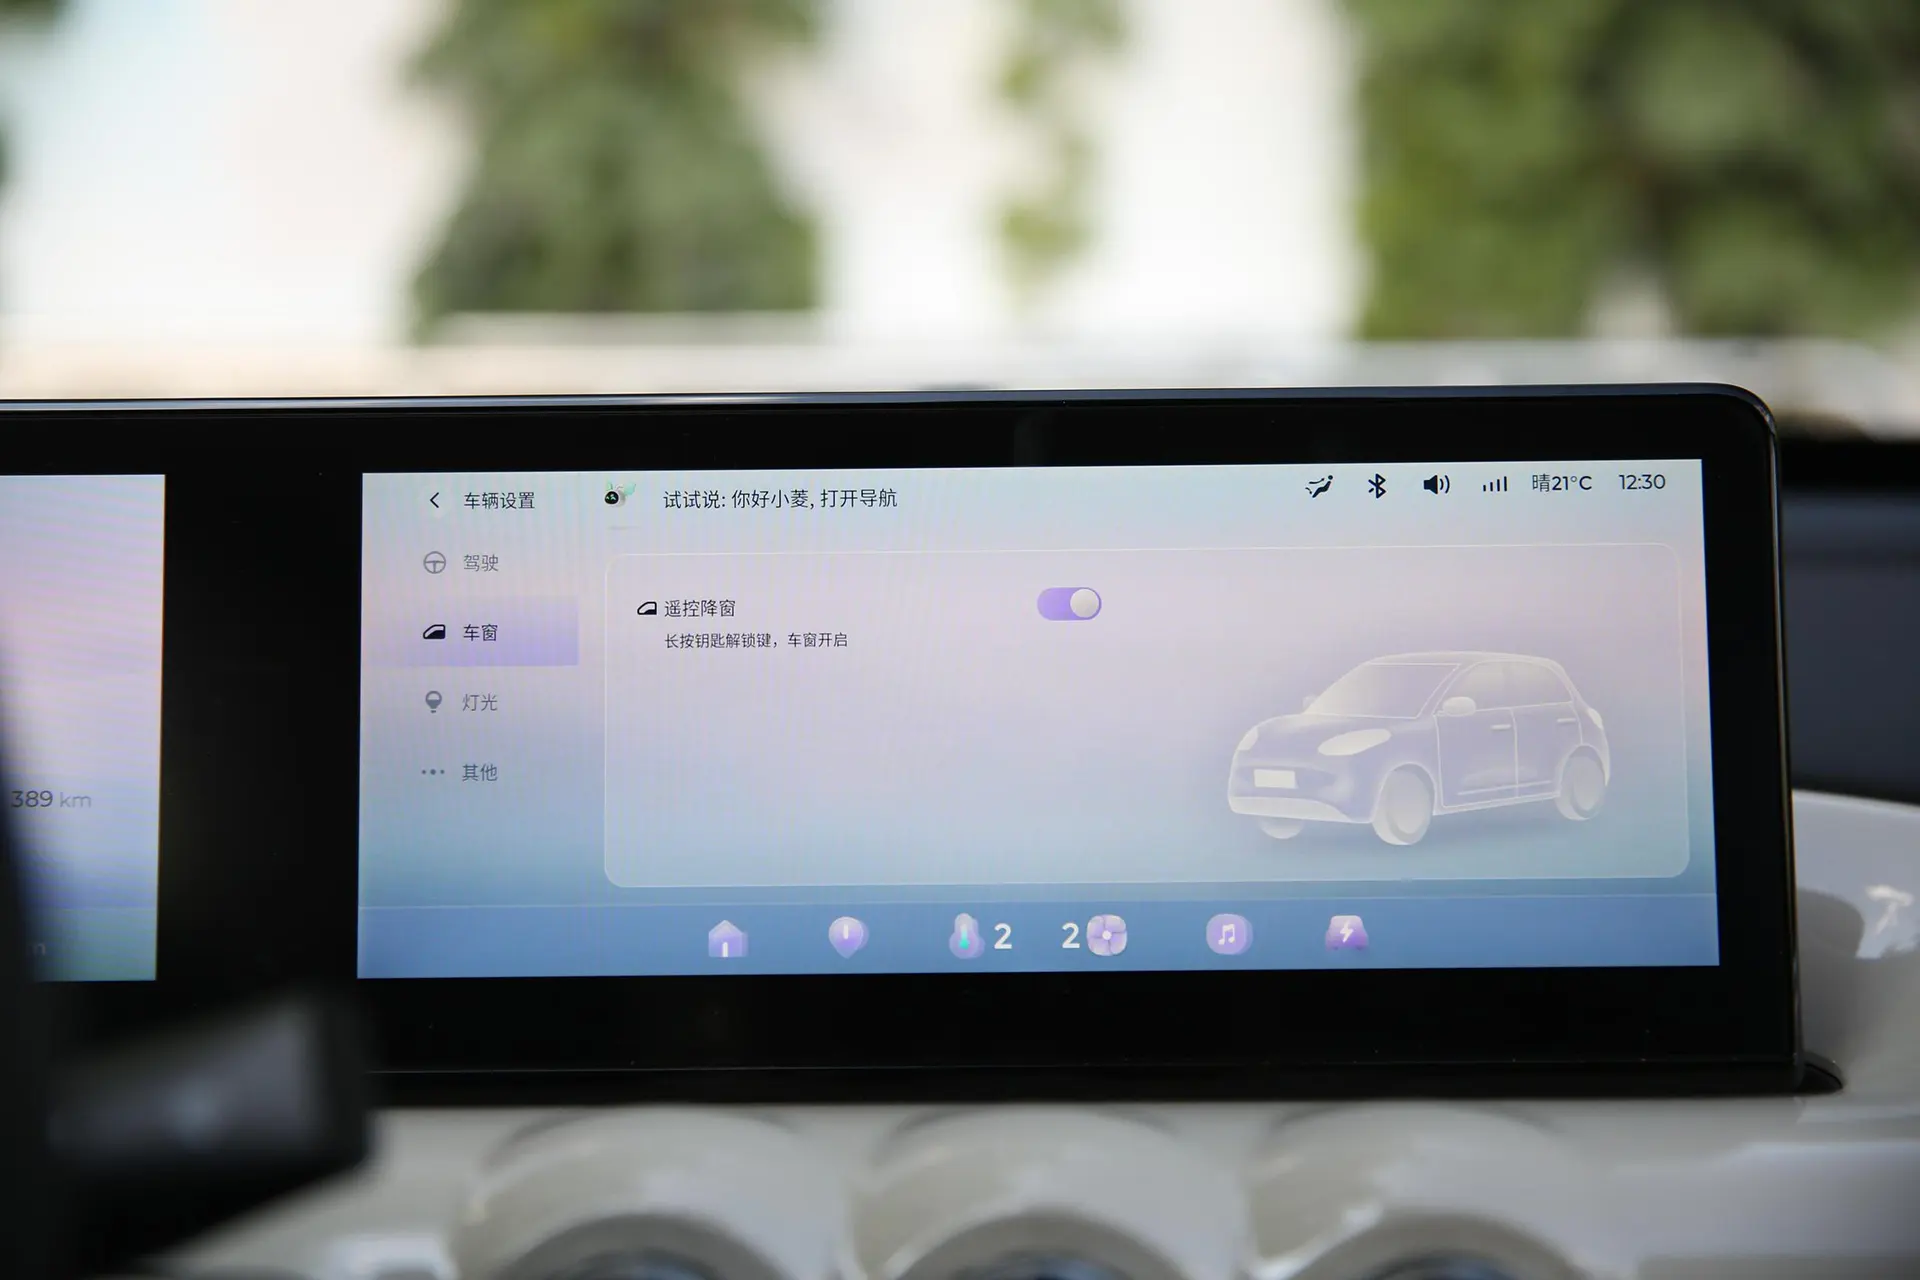 车辆设置
试试说: 你好小菱, 打开导航
晴21°C
12:30
驾驶
车窗
灯光
其他
遥控降窗
长按钥匙解锁键，车窗开启
389 km
2
2